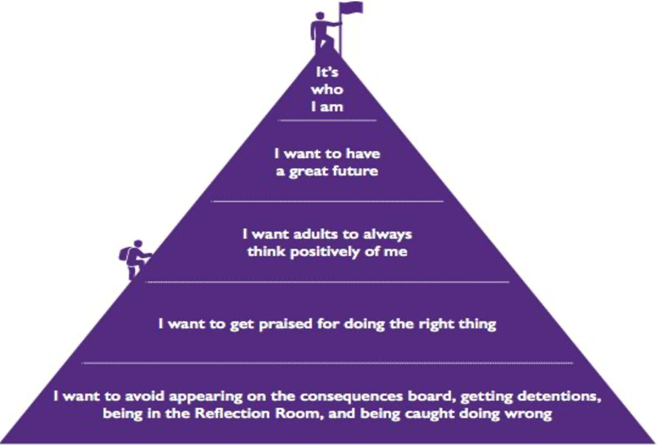 It's
who
I am
I want to have
a great future
I want adults to always
think positively of me
I want to get praised for doing the right thing
I want to avoid appearing on the consequences board, getting detentions,
being in the Reflection Room, and being caught doing wrong